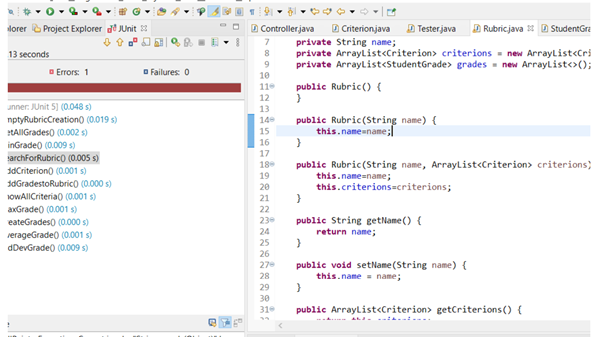 plorer
Project Explorer
JUnit
13 seconds
Errors: 1
Failures: 0
unner: JUnit 5] (0.048 s)
mptyRubricCreation() (0.019 s)
etAllGrades() (0.002 s)
inGrade() (0.009 s)
earchForRubric() (0.005 s)
ddCriterion() (0.001 s)
ddGradestoRubric() (0.000 s)
howAllCriteria() (0.001 s)
axGrade() (0.001 s)
reateGrades() (0.000 s)
verageGrade() (0.001 s)
dDevGrade() (0.009 s)
Controller.java
Criterion.java
Tester.java
Rubric.java
StudentGrad
7 private String name;
8 private ArrayList<Criterion> criterions = new ArrayList<Cri
9 private ArrayList<StudentGrade> grades = new ArrayList<>();
10
11 public Rubric() {
12 }
13
14 public Rubric(String name) {
15 this.name=name;
16 }
17
18 public Rubric(String name, ArrayList<Criterion> criterions)
19 this.name=name;
20 this.criterions=criterions;
21 }
22
23 public String getName() {
24 return name;
25 }
26
27 public void setName(String name) {
28 this.name = name;
29 }
30
31 public ArrayList<Criterion> getCriterions() {